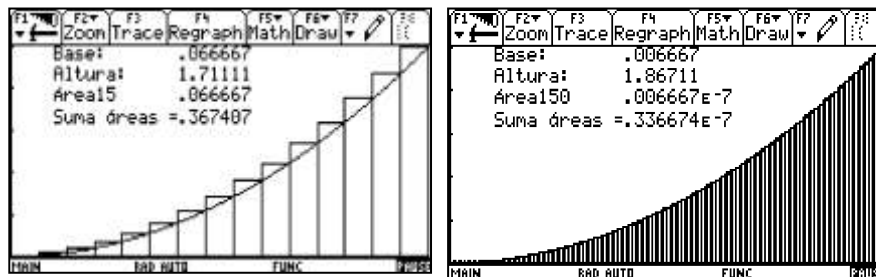 F1 F2 F3 F4 F5 F6 F7
Zoom Trace Regraph Math Draw
Base: .066667
Altura: 1.71111
Área15 .066667
Suma áreas =.367407
MAIN RAD AUTO FUNC
F1 F2 F3 F4 F5 F6 F7
Zoom Trace Regraph Math Draw
Base: .006667
Altura: 1.86711
Área150 .006667E-7
Suma áreas =.336674E-7
MAIN RAD AUTO FUNC